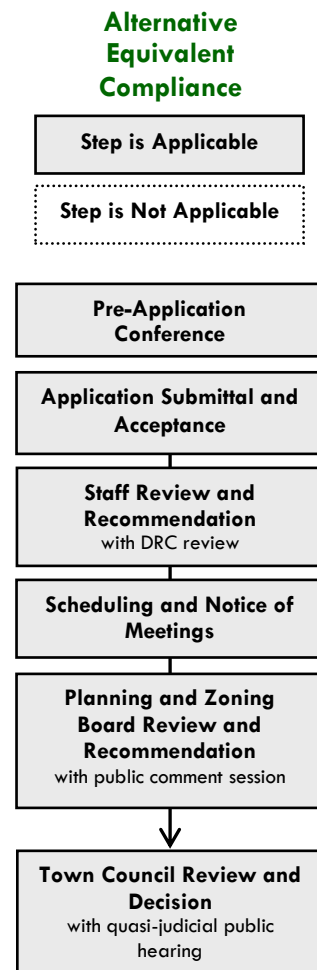 Alternative
Equivalent
Compliance
Step is Applicable
Step is Not Applicable
Pre-Application
Conference
Application Submittal and
Acceptance
Staff Review and
Recommendation
with DRC review
Scheduling and Notice of
Meetings
Planning and Zoning
Board Review and
Recommendation
with public comment session
Town Council Review and
Decision
with quasi-judicial public
hearing